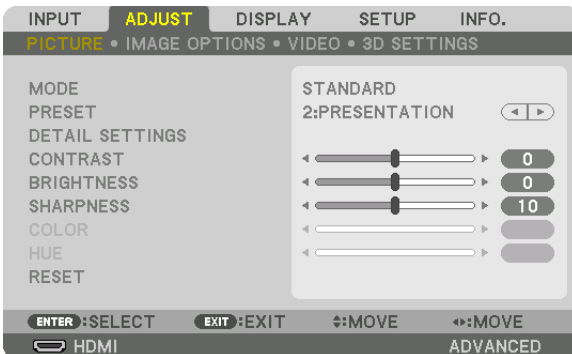 INPUT ADJUST DISPLAY SETUP INFO.
PICTURE • IMAGE OPTIONS • VIDEO • 3D SETTINGS
MODE STANDARD
PRESET 2:PRESENTATION
DETAIL SETTINGS
CONTRAST 0
BRIGHTNESS 0
SHARPNESS 10
COLOR
HUE
RESET
ENTER :SELECT EXIT :EXIT :MOVE :MOVE
HDMI ADVANCED